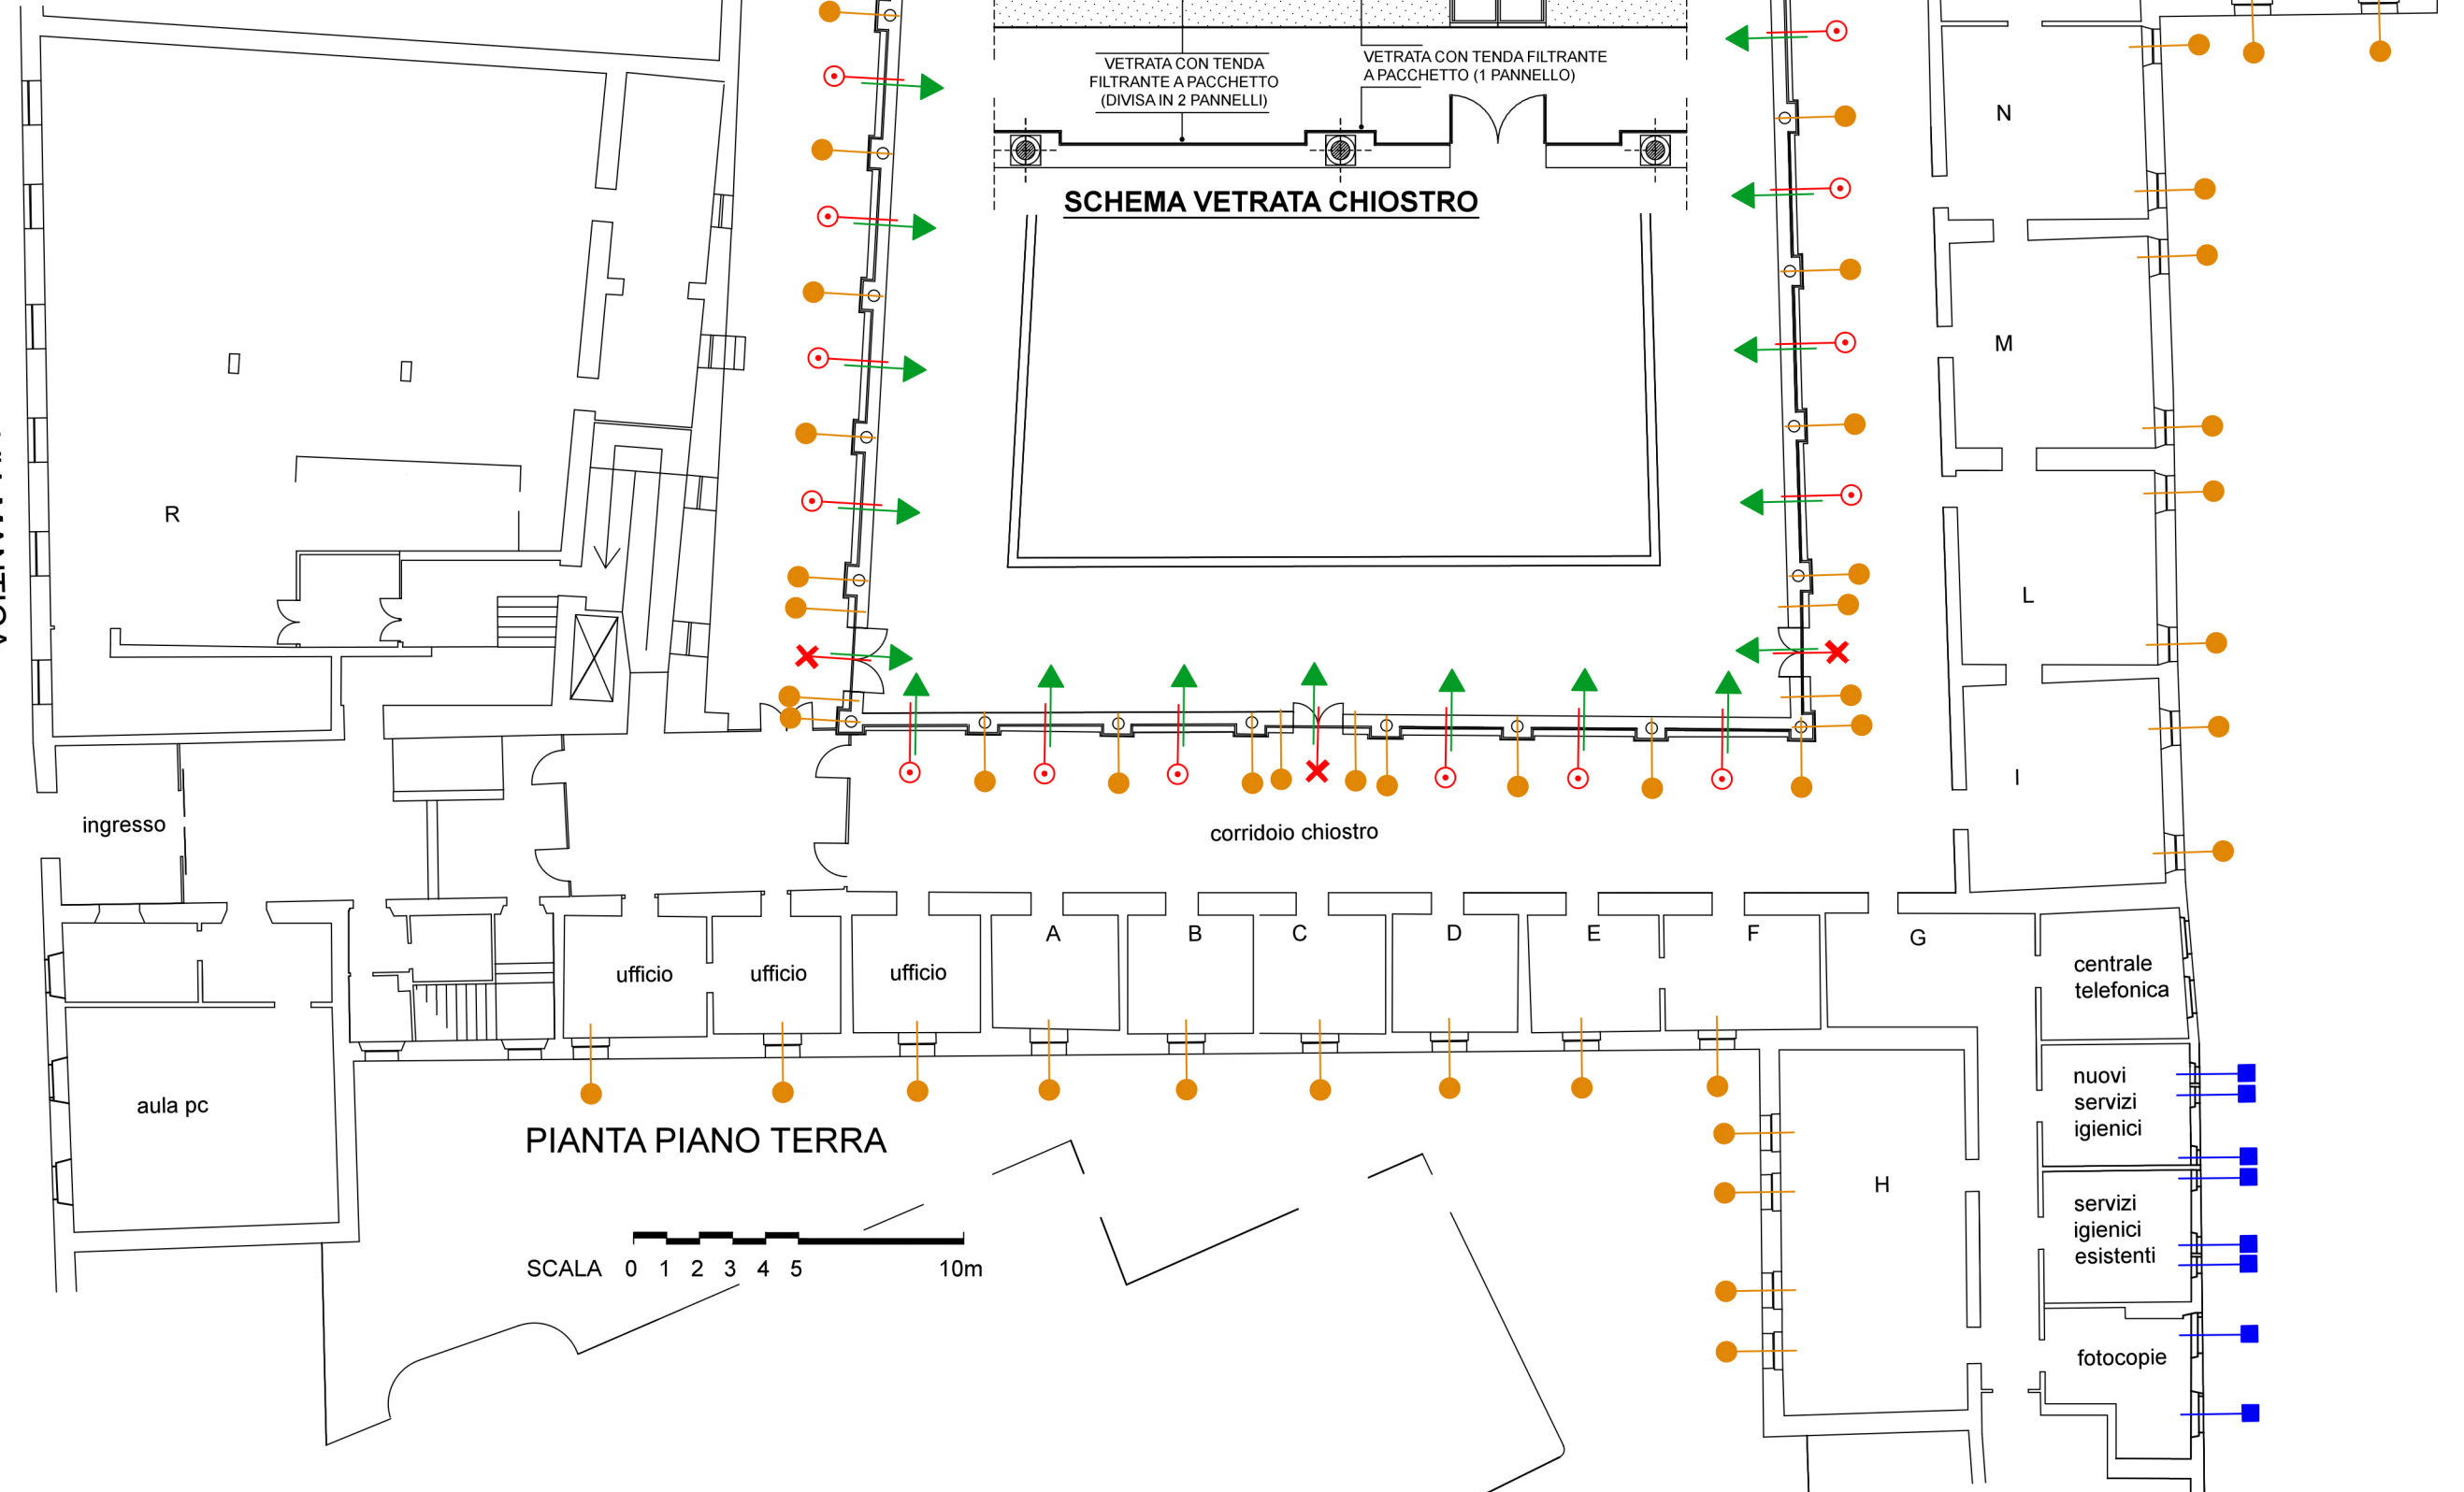 VETRATA CON TENDA
FILTRANTE A PACCHETTO
(DIVISA IN 2 PANNELLI)
VETRATA CON TENDA FILTRANTE
A PACCHETTO (1 PANNELLO)
SCHEMA VETRATA CHIOSTRO
N
M
R
L
I
ingresso
corridoio chiostro
A
B
C
D
E
F
G
ufficio
ufficio
ufficio
centrale
telefonica
aula pc
nuovi
servizi
igienici
PIANTA PIANO TERRA
H
servizi
igienici
esistenti
SCALA 0 1 2 3 4 5 10m
fotocopie